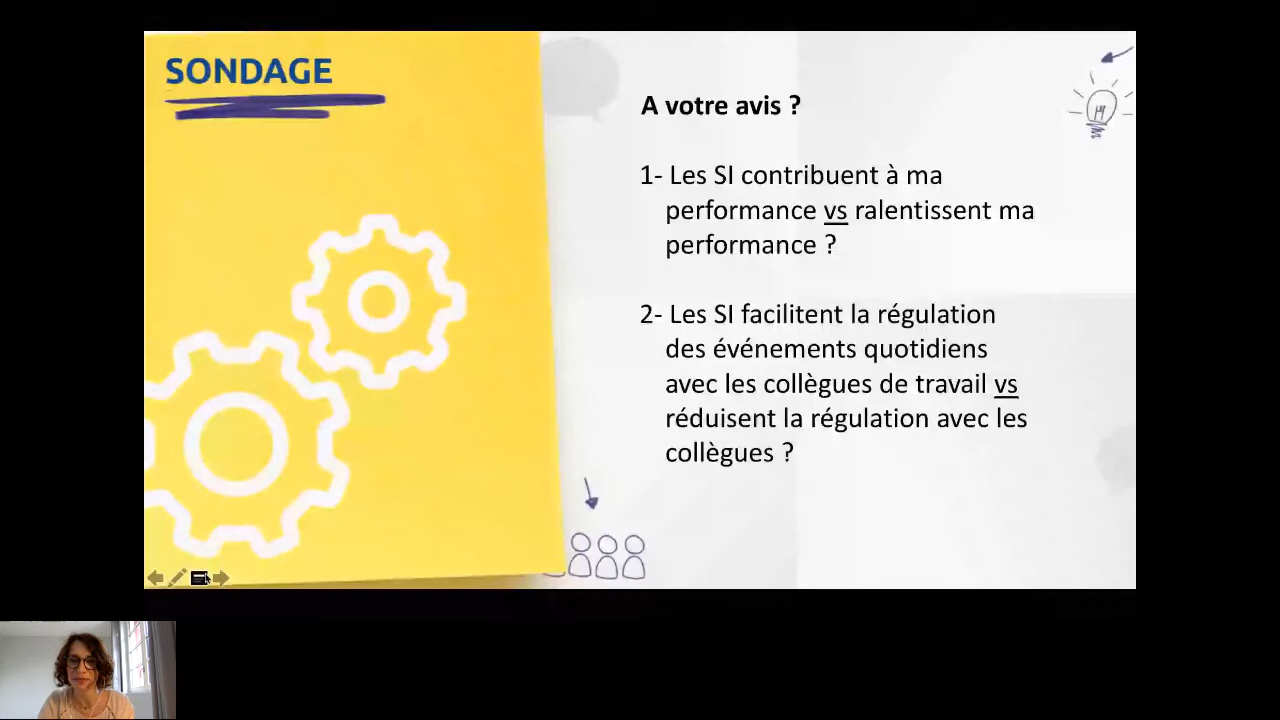 SONDAGE
A votre avis ?
1- Les SI contribuent à ma
performance vs ralentissent ma
performance ?
2- Les SI facilitent la régulation
des événements quotidiens
avec les collègues de travail vs
réduisent la régulation avec les
collègues ?